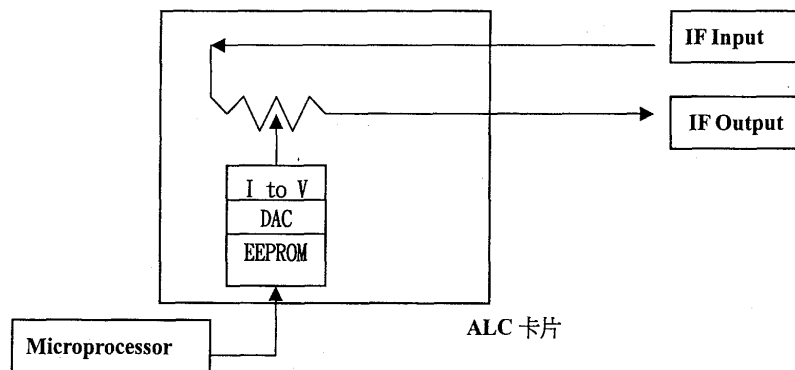 IF Input
IF Output
I to V
DAC
EEPROM
ALC 卡片
Microprocessor